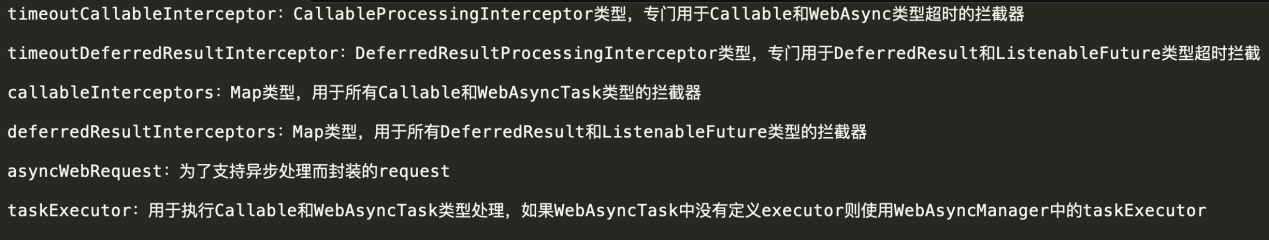 timeoutCallableInterceptor：CallableProcessingInterceptor类型，专门用于Callable和WebAsync类型超时的拦截器
timeoutDeferredResultInterceptor：DeferredResultProcessingInterceptor类型，专门用于DeferredResult和ListenableFuture类型超时拦截
callableInterceptors：Map类型，用于所有Callable和WebAsyncTask类型的拦截器
deferredResultInterceptors：Map类型，用于所有DeferredResult和ListenableFuture类型的拦截器
asyncWebRequest：为了支持异步处理而封装的request
taskExecutor：用于执行Callable和WebAsyncTask类型处理，如果WebAsyncTask中没有定义executor则使用WebAsyncManager中的taskExecutor